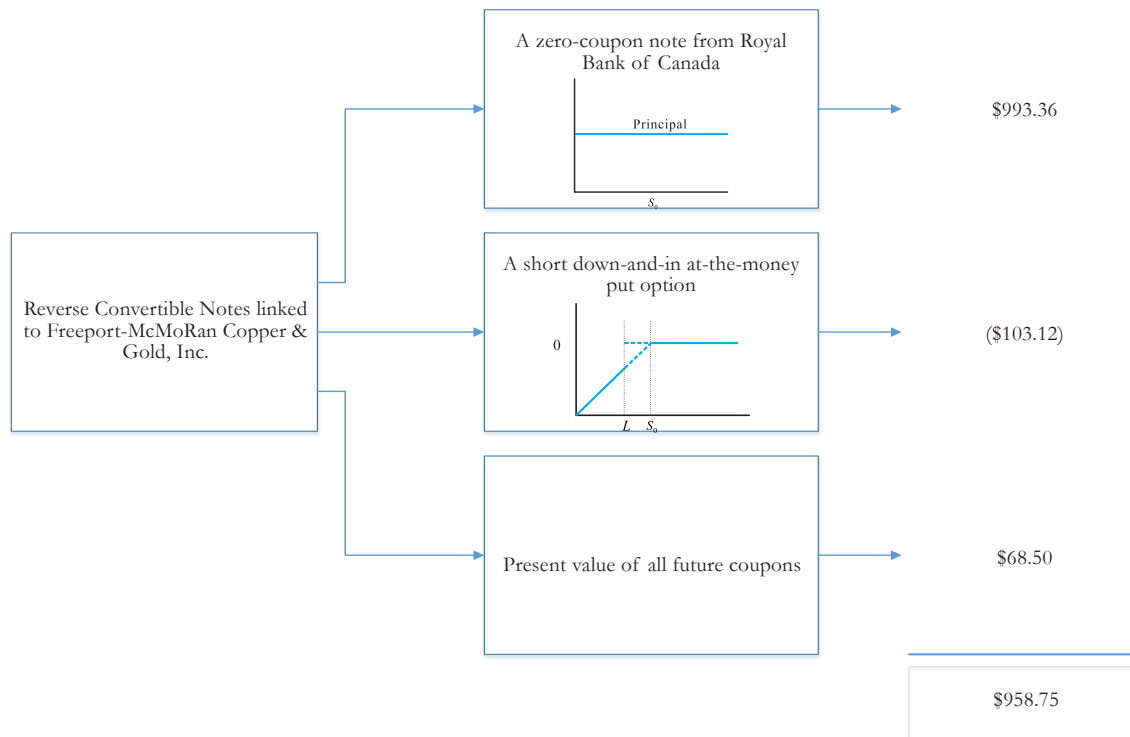 A zero-coupon note from Royal
Bank of Canada
Principal
S₀
$993.36
Reverse Convertible Notes linked
to Freeport-McMoRan Copper &
Gold, Inc.
A short down-and-in at-the-money
put option
0
L S₀
($103.12)
Present value of all future coupons
$68.50
$958.75